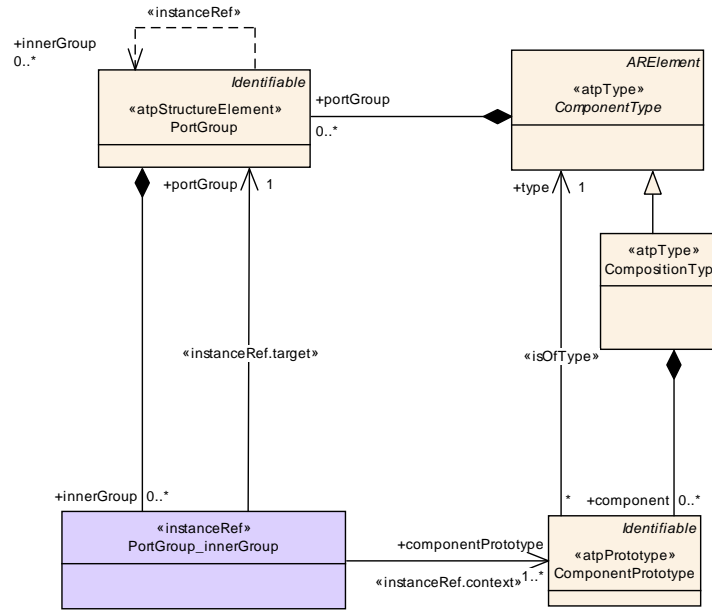 «instanceRef»
+innerGroup
0..*
Identifiable
«atpStructureElement»
PortGroup
+portGroup
0..*
ARElement
«atpType»
ComponentType
+portGroup 1
+type 1
«atpType»
CompositionTyp
«instanceRef.target»
«isOfType»
+innerGroup 0..*
* +component 0..*
«instanceRef»
PortGroup_innerGroup
+componentPrototype
«instanceRef.context» 1..*
Identifiable
«atpPrototype»
ComponentPrototype